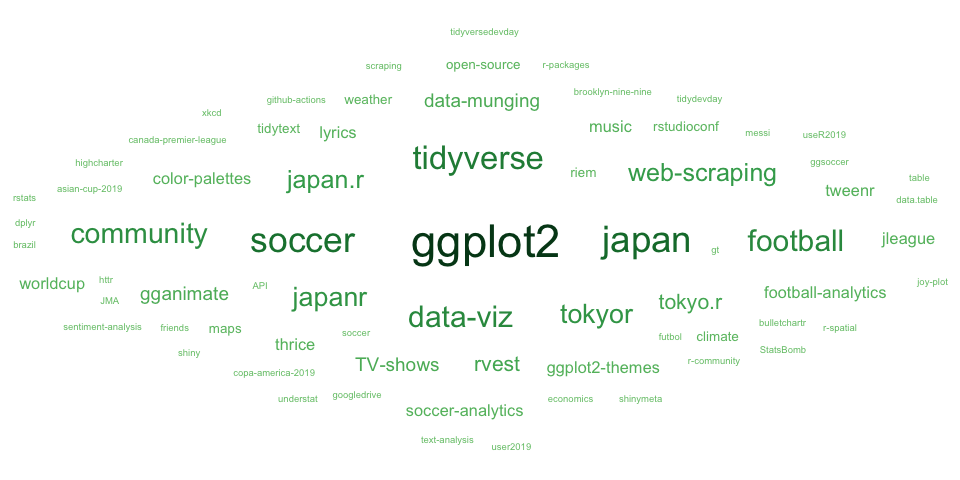 tidyversedevday
scraping open-source r-packages
github-actions weather data-munging brooklyn-nine-nine tidydevday
xkcd
canada-premier-league tidytext lyrics music rstudioconf messi useR2019
highcharter tidyverse ggsoccer
asian-cup-2019 color-palettes japan.r riem web-scraping tweenr table
rstats data.table
dplyr community soccer ggplot2 japan football jleague
brazil gt
worldcup httr gganimate API japanr tokyo.r football-analytics joy-plot
JMA
sentiment-analysis friends maps soccer data-viz tokyor futbol climate bulletchartr r-spatial
shiny thrice StatsBomb
copa-america-2019 TV-shows rvest ggplot2-themes r-community
understat googledrive soccer-analytics economics shinymeta
text-analysis user2019